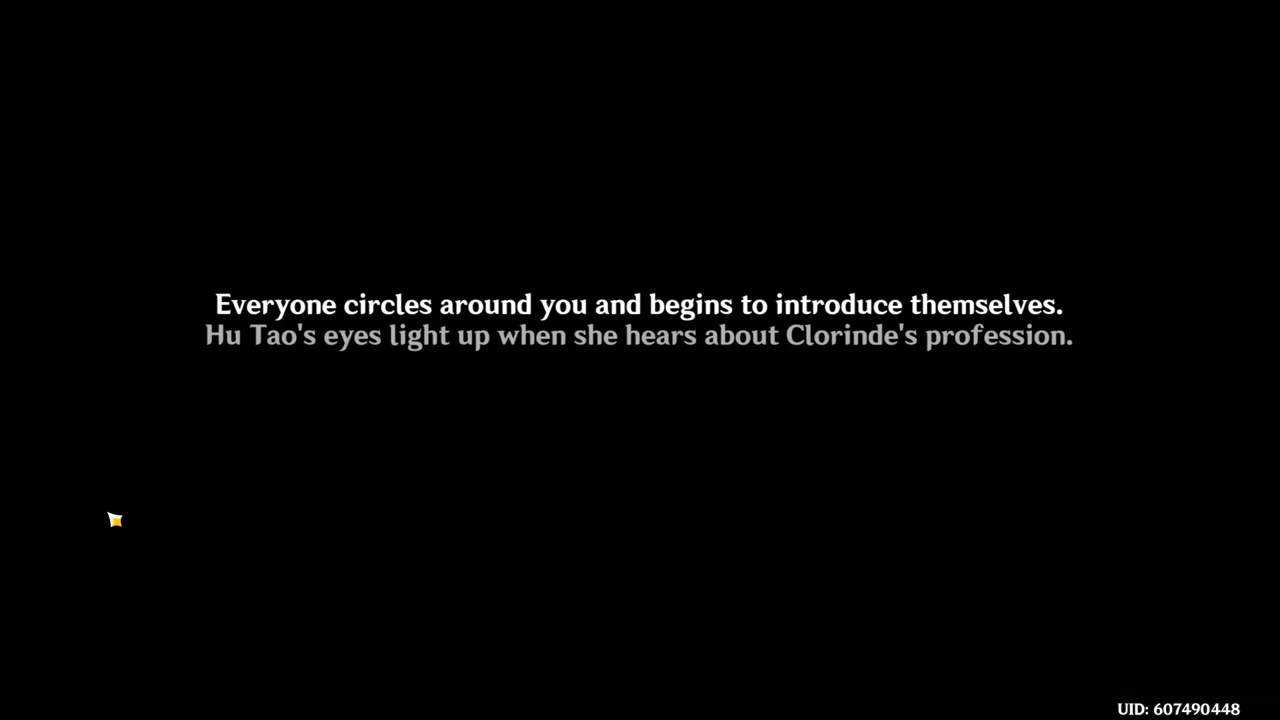 Everyone circles around you and begins to introduce themselves.
Hu Tao's eyes light up when she hears about Clorinde's profession.
UID: 607490448